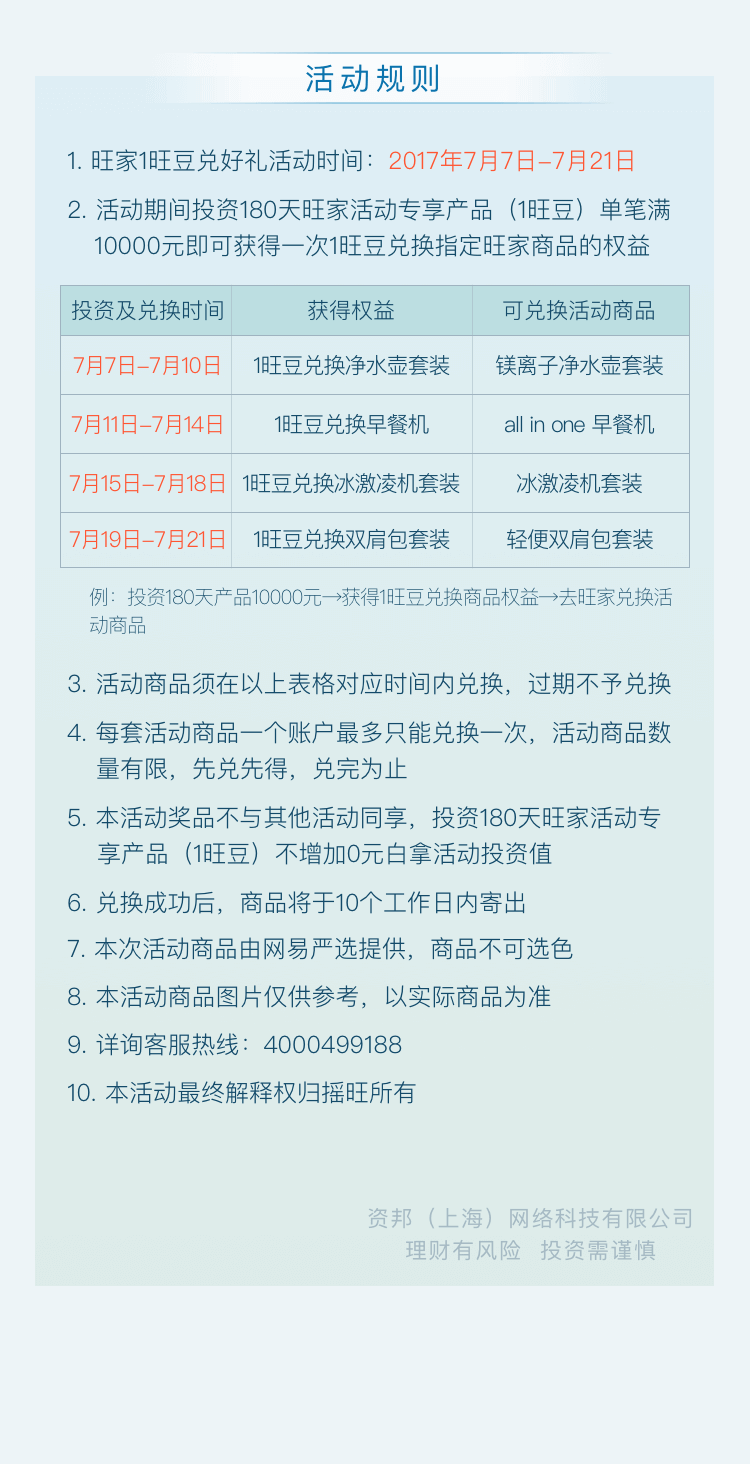 活动规则
1. 旺家1旺豆兑好礼活动时间：2017年7月7日–7月21日
2. 活动期间投资180天旺家活动专享产品（1旺豆）单笔满
10000元即可获得一次1旺豆兑换指定旺家商品的权益
投资及兑换时间 获得权益 可兑换活动商品
7月7日–7月10日 1旺豆兑换净水壶套装 镁离子净水壶套装
7月11日–7月14日 1旺豆兑换早餐机 all in one 早餐机
7月15日–7月18日 1旺豆兑换冰激凌机套装 冰激凌机套装
7月19日–7月21日 1旺豆兑换双肩包套装 轻便双肩包套装
例：投资180天产品10000元→获得1旺豆兑换商品权益→去旺家兑换活
动商品
3. 活动商品须在以上表格对应时间内兑换，过期不予兑换
4. 每套活动商品一个账户最多只能兑换一次，活动商品数
量有限，先兑先得，兑完为止
5. 本活动奖品不与其他活动同享，投资180天旺家活动专
享产品（1旺豆）不增加0元白拿活动投资值
6. 兑换成功后，商品将于10个工作日内寄出
7. 本次活动商品由网易严选提供，商品不可选色
8. 本活动商品图片仅供参考，以实际商品为准
9. 详询客服热线：4000499188
10. 本活动最终解释权归摇旺所有
资邦（上海）网络科技有限公司
理财有风险 投资需谨慎